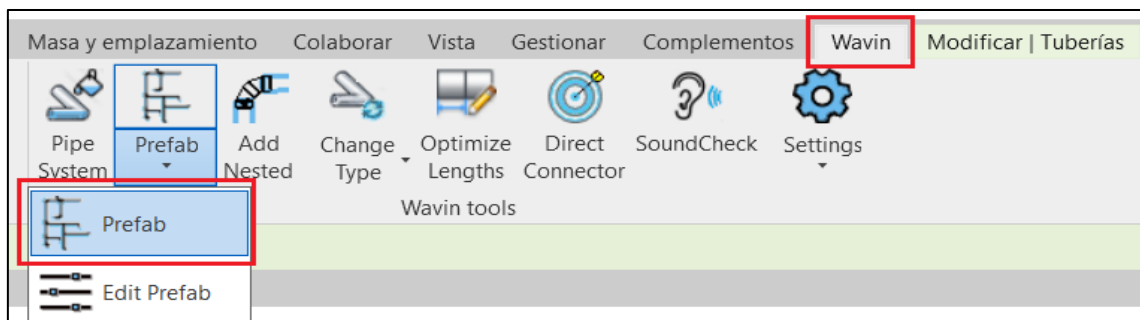 Masa y emplazamiento Colaborar Vista Gestionar Complementos Wavin Modificar | Tuberías
Pipe System
Prefab
Add Nested
Change Type
Optimize Lengths
Direct Connector
SoundCheck
Settings
Wavin tools
Prefab
Edit Prefab